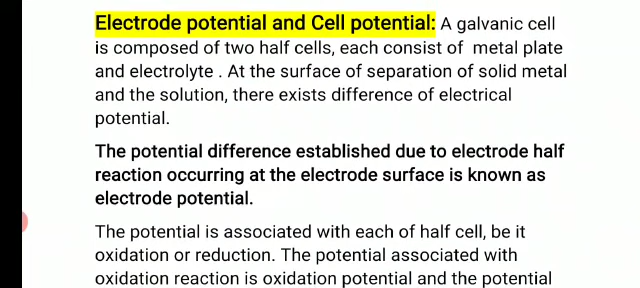 Electrode potential and Cell potential: A galvanic cell
is composed of two half cells, each consist of metal plate
and electrolyte . At the surface of separation of solid metal
and the solution, there exists difference of electrical
potential.
The potential difference established due to electrode half
reaction occurring at the electrode surface is known as
electrode potential.
The potential is associated with each of half cell, be it
oxidation or reduction. The potential associated with
oxidation reaction is oxidation potential and the potential